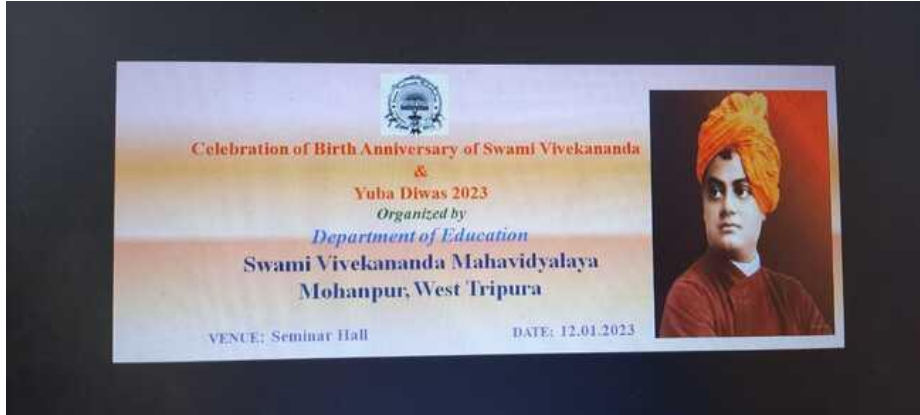 Celebration of Birth Anniversary of Swami Vivekananda
&
Yuba Diwas 2023
Organized by
Department of Education
Swami Vivekananda Mahavidyalaya
Mohanpur, West Tripura
VENUE: Seminar Hall
DATE: 12.01.2023